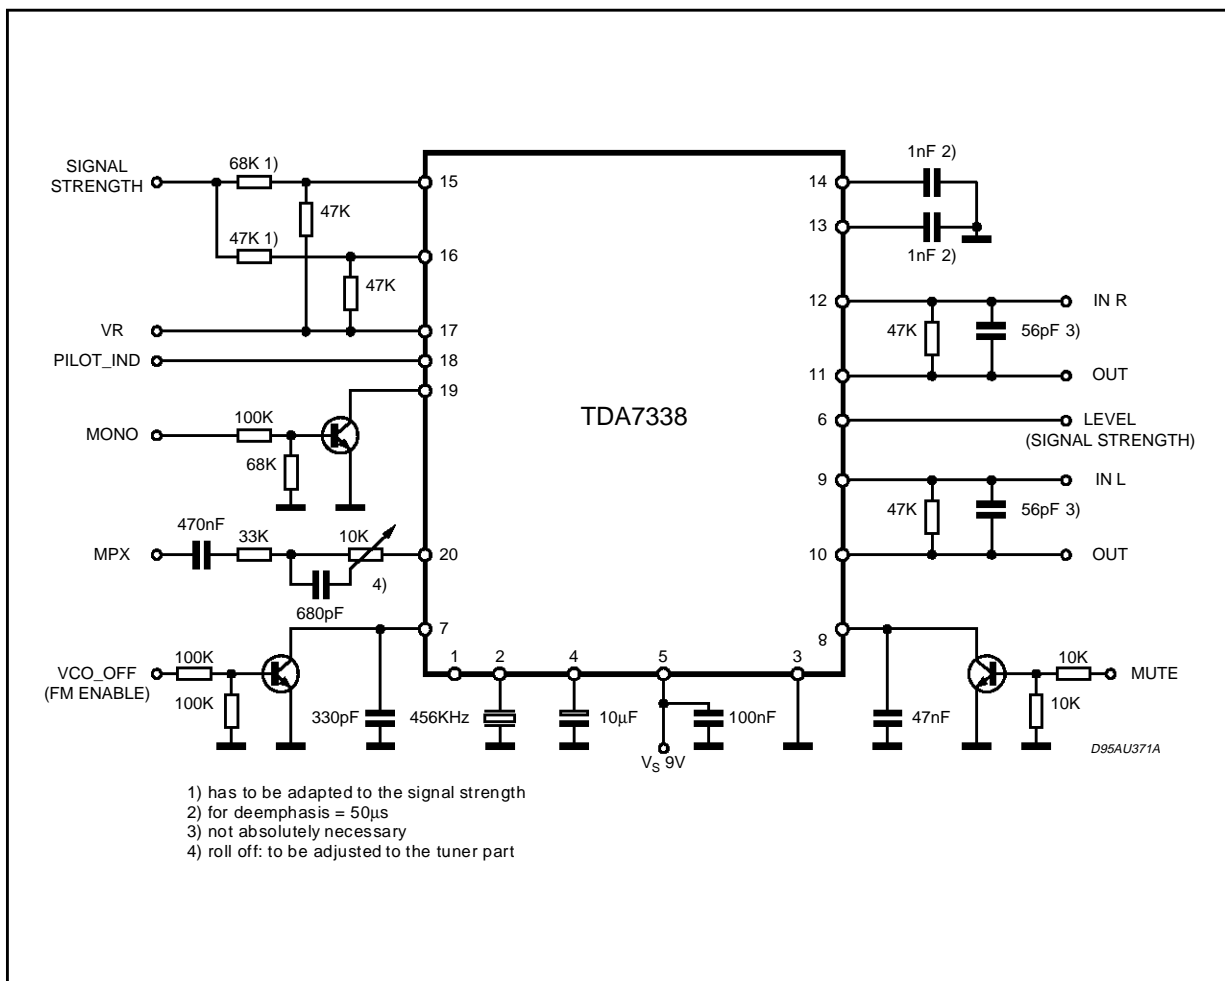 SIGNAL
STRENGTH
68K 1)
15
47K
47K 1)
16
47K
VR
17
PILOT_IND
18
19
MONO
100K
68K
470nF
MPX
33K
10K
20
4)
680pF
7
VCO_OFF
(FM ENABLE)
100K
100K
330pF
TDA7338
1
2
4
5
3
456KHz
10μF
VS 9V
100nF
1nF 2)
14
13
1nF 2)
12
IN R
47K
56pF 3)
11
OUT
6
LEVEL
(SIGNAL STRENGTH)
9
IN L
47K
56pF 3)
10
OUT
8
47nF
10K
MUTE
10K
D95AU371A
1) has to be adapted to the signal strength
2) for deemphasis = 50μs
3) not absolutely necessary
4) roll off: to be adjusted to the tuner part